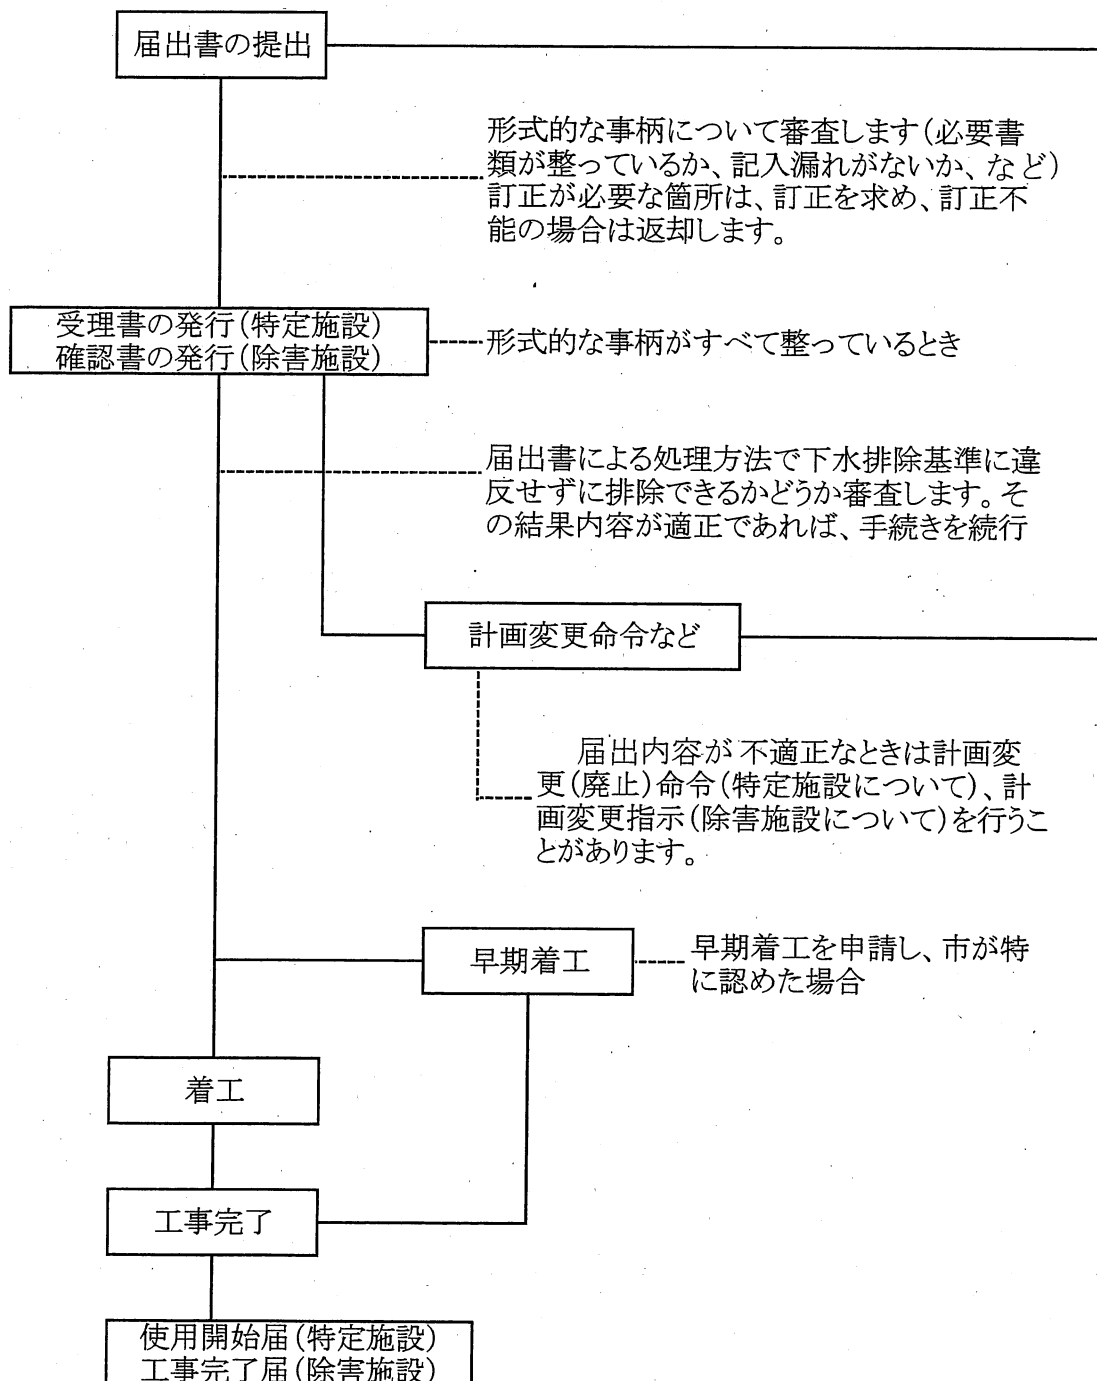 届出書の提出
形式的な事柄について審査します(必要書
類が整っているか、記入漏れがないか、など)
訂正が必要な箇所は、訂正を求め、訂正不
能の場合は返却します。
受理書の発行(特定施設)
確認書の発行(除害施設)
形式的な事柄がすべて整っているとき
届出書による処理方法で下水排除基準に違
反せずに排除できるかどうか審査します。そ
の結果内容が適正であれば、手続きを続行
計画変更命令など
届出内容が不適正なときは計画変
更(廃止)命令(特定施設について)、計
画変更指示(除害施設について)を行うこ
とがあります。
早期着工
早期着工を申請し、市が特
に認めた場合
着工
工事完了
使用開始届(特定施設)
工事完了届(除害施設)